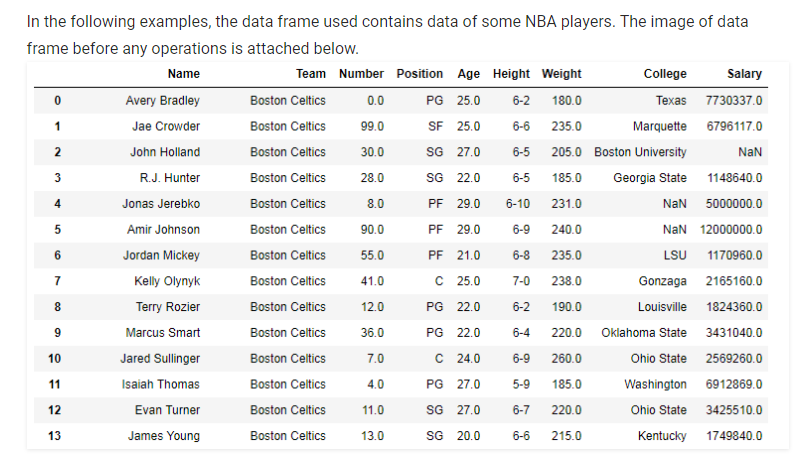 In the following examples, the data frame used contains data of some NBA players. The image of data
frame before any operations is attached below.
Name Team Number Position Age Height Weight College Salary
0 Avery Bradley Boston Celtics 0.0 PG 25.0 6-2 180.0 Texas 7730337.0
1 Jae Crowder Boston Celtics 99.0 SF 25.0 6-6 235.0 Marquette 6796117.0
2 John Holland Boston Celtics 30.0 SG 27.0 6-5 205.0 Boston University NaN
3 R.J. Hunter Boston Celtics 28.0 SG 22.0 6-5 185.0 Georgia State 1148640.0
4 Jonas Jerebko Boston Celtics 8.0 PF 29.0 6-10 231.0 NaN 5000000.0
5 Amir Johnson Boston Celtics 90.0 PF 29.0 6-9 240.0 NaN 12000000.0
6 Jordan Mickey Boston Celtics 55.0 PF 21.0 6-8 235.0 LSU 1170960.0
7 Kelly Olynyk Boston Celtics 41.0 C 25.0 7-0 238.0 Gonzaga 2165160.0
8 Terry Rozier Boston Celtics 12.0 PG 22.0 6-2 190.0 Louisville 1824360.0
9 Marcus Smart Boston Celtics 36.0 PG 22.0 6-4 220.0 Oklahoma State 3431040.0
10 Jared Sullinger Boston Celtics 7.0 C 24.0 6-9 260.0 Ohio State 2569260.0
11 Isaiah Thomas Boston Celtics 4.0 PG 27.0 5-9 185.0 Washington 6912869.0
12 Evan Turner Boston Celtics 11.0 SG 27.0 6-7 220.0 Ohio State 3425510.0
13 James Young Boston Celtics 13.0 SG 20.0 6-6 215.0 Kentucky 1749840.0